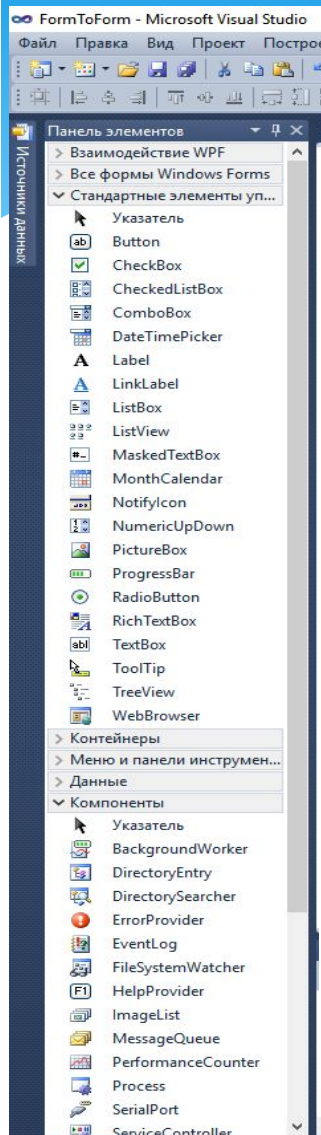 FormToForm - Microsoft Visual Studio
Файл Правка Вид Проект Построе
Источники данных
Панель элементов
Взаимодействие WPF
Все формы Windows Forms
Стандартные элементы уп...
Указатель
Button
CheckBox
CheckedListBox
ComboBox
DateTimePicker
Label
LinkLabel
ListBox
ListView
MaskedTextBox
MonthCalendar
NotifyIcon
NumericUpDown
PictureBox
ProgressBar
RadioButton
RichTextBox
TextBox
ToolTip
TreeView
WebBrowser
Контейнеры
Меню и панели инструмен...
Данные
Компоненты
Указатель
BackgroundWorker
DirectoryEntry
DirectorySearcher
ErrorProvider
EventLog
FileSystemWatcher
HelpProvider
ImageList
MessageQueue
PerformanceCounter
Process
SerialPort
ServiceController